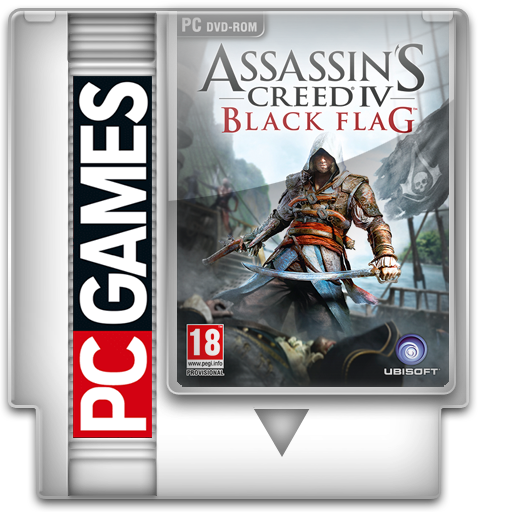 PC GAMES
PC DVD-ROM
ASSASSIN'S
CREED IV
BLACK FLAG
18
www.pegi.info
PROVISIONAL
UBISOFT